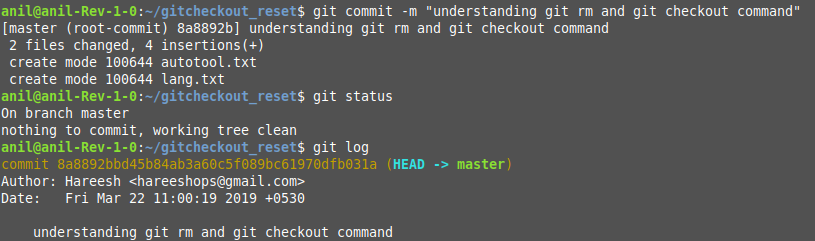 anil@anil-Rev-1-0:~/gitcheckout_reset$ git commit -m "understanding git rm and git checkout command"
[master (root-commit) 8a8892b] understanding git rm and git checkout command
 2 files changed, 4 insertions(+)
 create mode 100644 autotool.txt
 create mode 100644 lang.txt
anil@anil-Rev-1-0:~/gitcheckout_reset$ git status
On branch master
nothing to commit, working tree clean
anil@anil-Rev-1-0:~/gitcheckout_reset$ git log
commit 8a8892bbd45b84ab3a60c5f089bc61970dfb031a (HEAD -> master)
Author: Hareesh <hareeshops@gmail.com>
Date:   Fri Mar 22 11:00:19 2019 +0530
    understanding git rm and git checkout command